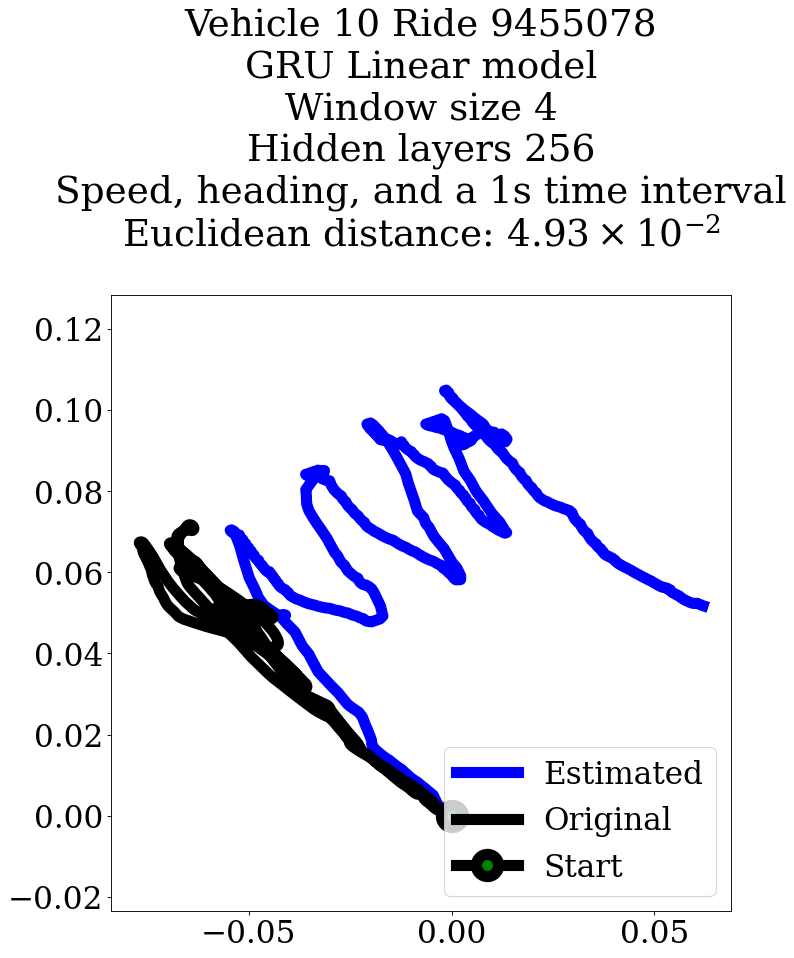 Vehicle 10 Ride 9455078
GRU Linear model
Window size 4
Hidden layers 256
Speed, heading, and a 1s time interval
Euclidean distance: 4.93 × 10⁻²
0.12
0.10
0.08
0.06
0.04
0.02
0.00
−0.02
−0.05
0.00
0.05
Estimated
Original
Start